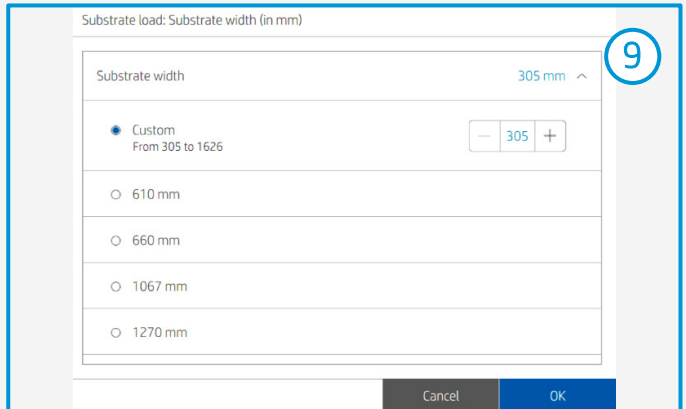 Substrate load: Substrate width (in mm)
9
Substrate width 305 mm
Custom
From 305 to 1626
− 305 +
610 mm
660 mm
1067 mm
1270 mm
Cancel OK